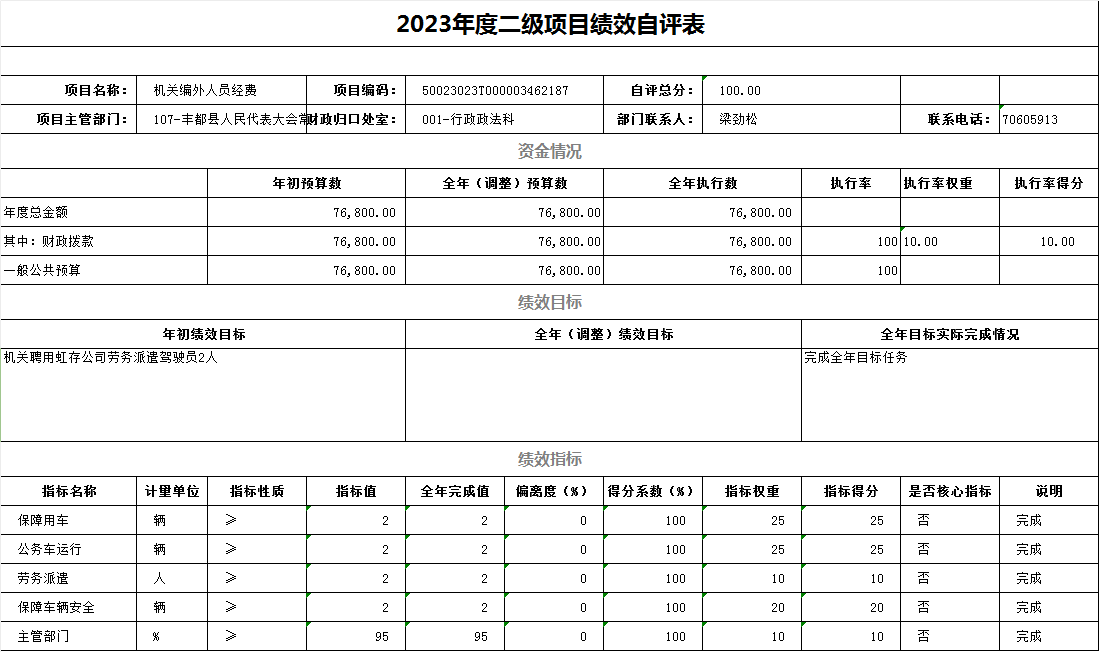 2023年度二级项目绩效自评表
项目名称: 机关编外人员经费 项目编码: 50023023T000003462187 自评总分: 100.00
项目主管部门: 107-丰都县人民代表大会常 财政归口处室: 001-行政政法科 部门联系人: 梁劲松 联系电话: 70605913
资金情况
年初预算数 全年（调整）预算数 全年执行数 执行率 执行率权重 执行率得分
年度总金额 76,800.00 76,800.00 76,800.00
其中: 财政拨款 76,800.00 76,800.00 76,800.00 100 10.00 10.00
一般公共预算 76,800.00 76,800.00 76,800.00 100
绩效目标
年初绩效目标 全年（调整）绩效目标 全年目标实际完成情况
机关聘用虹存公司劳务派遣驾驶员2人 完成全年目标任务
绩效指标
指标名称 计量单位 指标性质 指标值 全年完成值 偏离度（%） 得分系数（%） 指标权重 指标得分 是否核心指标 说明
保障用车 辆 ≥ 2 2 0 100 25 25 否 完成
公务车运行 辆 ≥ 2 2 0 100 25 25 否 完成
劳务派遣 人 ≥ 2 2 0 100 10 10 否 完成
保障车辆安全 辆 ≥ 2 2 0 100 20 20 否 完成
主管部门 % ≥ 95 95 0 100 10 10 否 完成